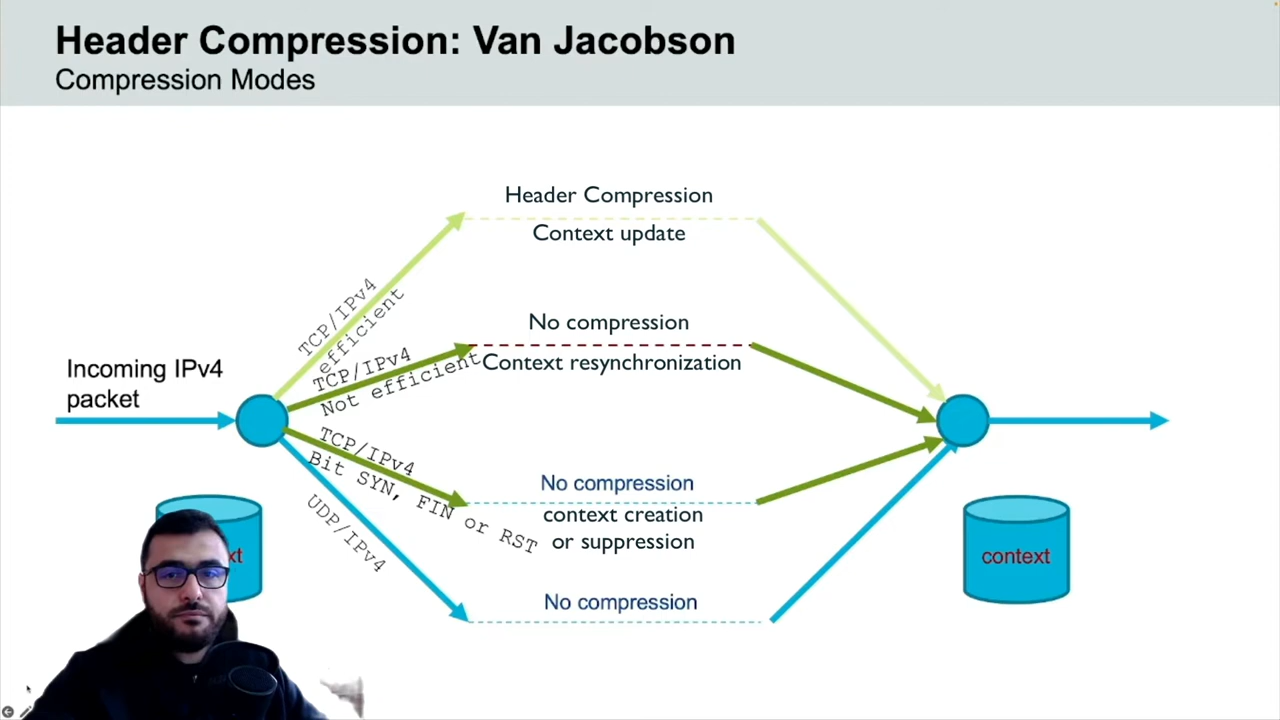 Header Compression: Van Jacobson
Compression Modes
Header Compression
Context update
TCP/IPv4
efficient
No compression
Context resynchronization
TCP/IPv4
Not efficient
Incoming IPv4
packet
TCP/IPv4
Bit SYN, FIN or RST
No compression
context creation
or suppression
UDP/IPv4
No compression
context